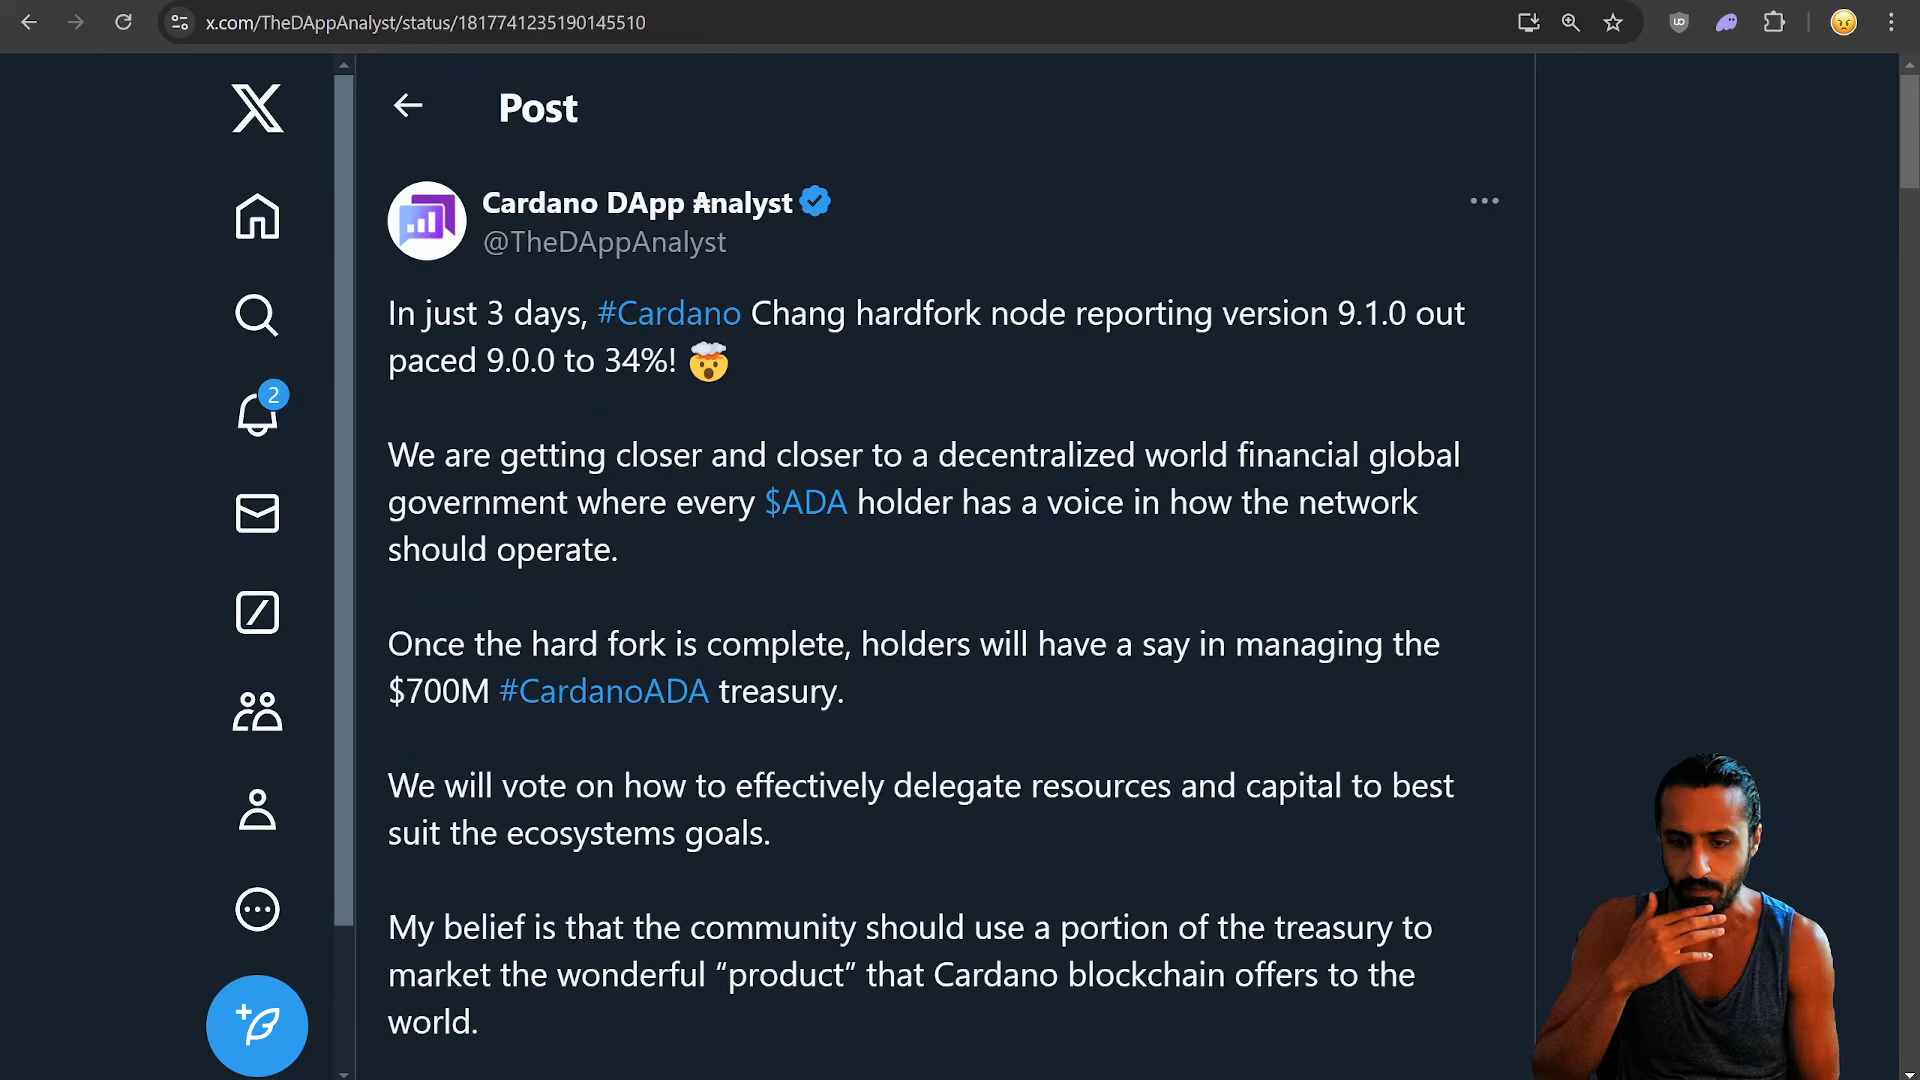 x.com/TheDAppAnalyst/status/1817741235190145510
Post
Cardano DApp ₳nalyst
@TheDAppAnalyst
In just 3 days, #Cardano Chang hardfork node reporting version 9.1.0 out
paced 9.0.0 to 34%! 🤯
We are getting closer and closer to a decentralized world financial global
government where every $ADA holder has a voice in how the network
should operate.
Once the hard fork is complete, holders will have a say in managing the
$700M #CardanoADA treasury.
We will vote on how to effectively delegate resources and capital to best
suit the ecosystems goals.
My belief is that the community should use a portion of the treasury to
market the wonderful “product” that Cardano blockchain offers to the
world.
2